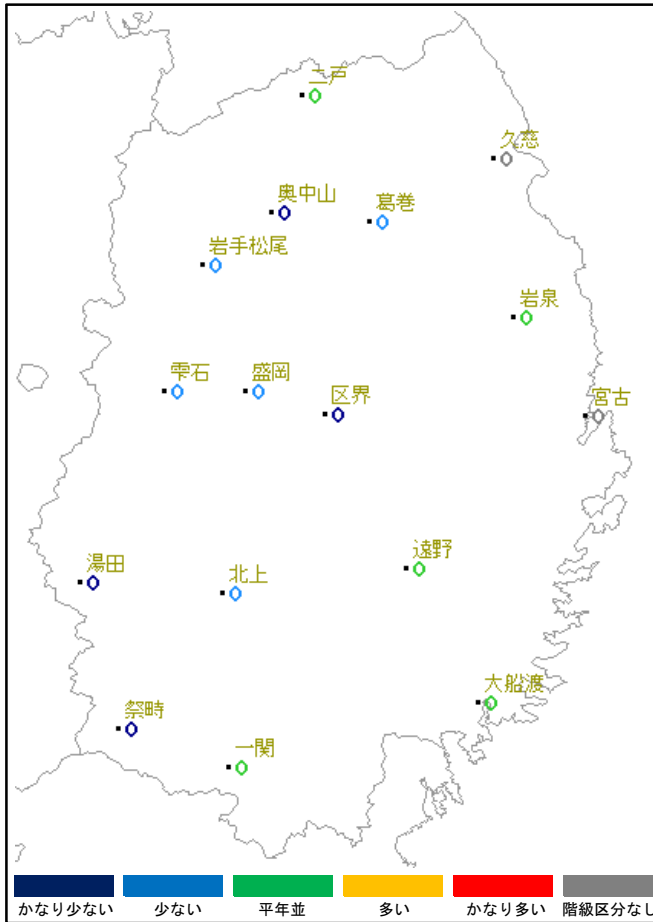 二戸
久慈
奥中山
葛巻
岩手松尾
岩泉
雫石
盛岡
区界
宮古
湯田
北上
遠野
大船渡
祭畤
一関
かなり少ない 少ない 平年並 多い かなり多い 階級区分なし